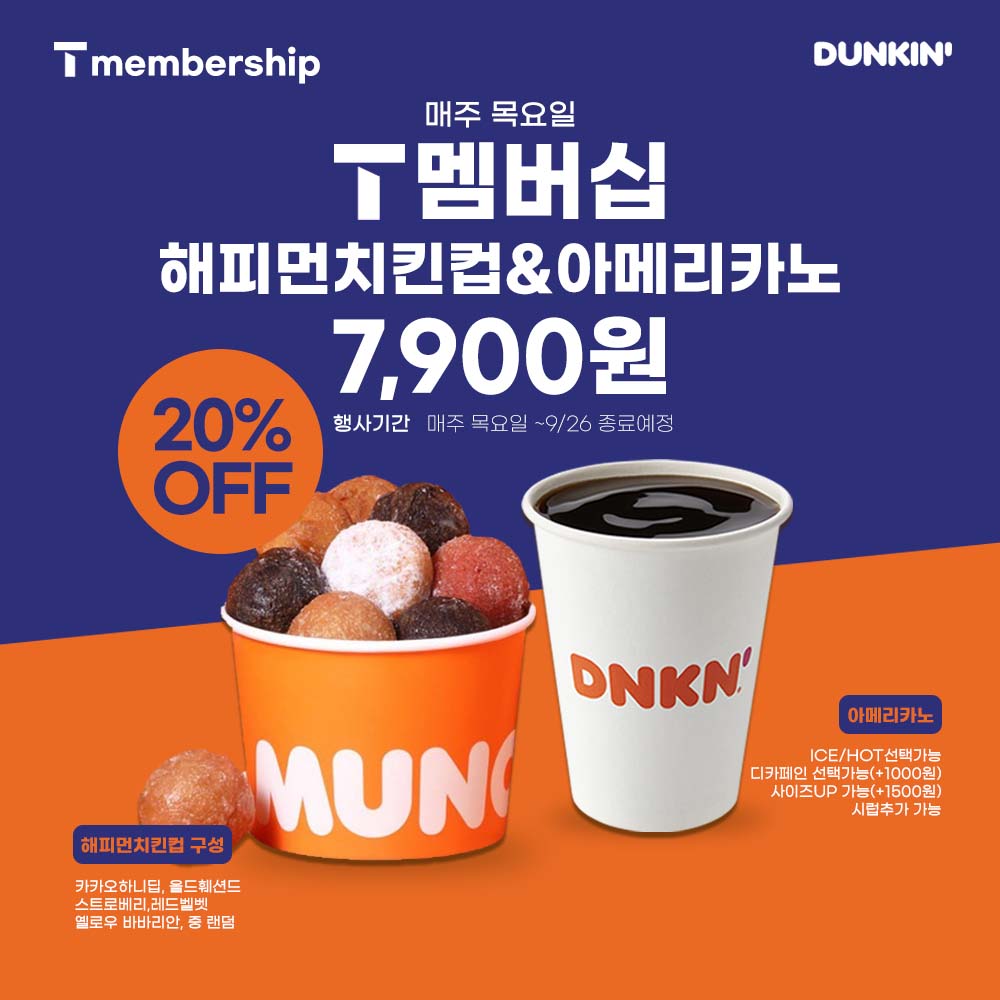 T membership
DUNKIN'
매주 목요일
T멤버십
해피먼치킨컵&아메리카노
7,900원
행사기간 매주 목요일 ~9/26 종료예정
20%
OFF
MUNC
DNKN'
아메리카노
ICE/HOT선택가능
디카페인 선택가능(+1000원)
사이즈UP 가능(+1500원)
시럽추가 가능
해피먼치킨컵 구성
카카오하니딥, 올드훼션드
스트로베리,레드벨벳
옐로우 바바리안, 중 랜덤